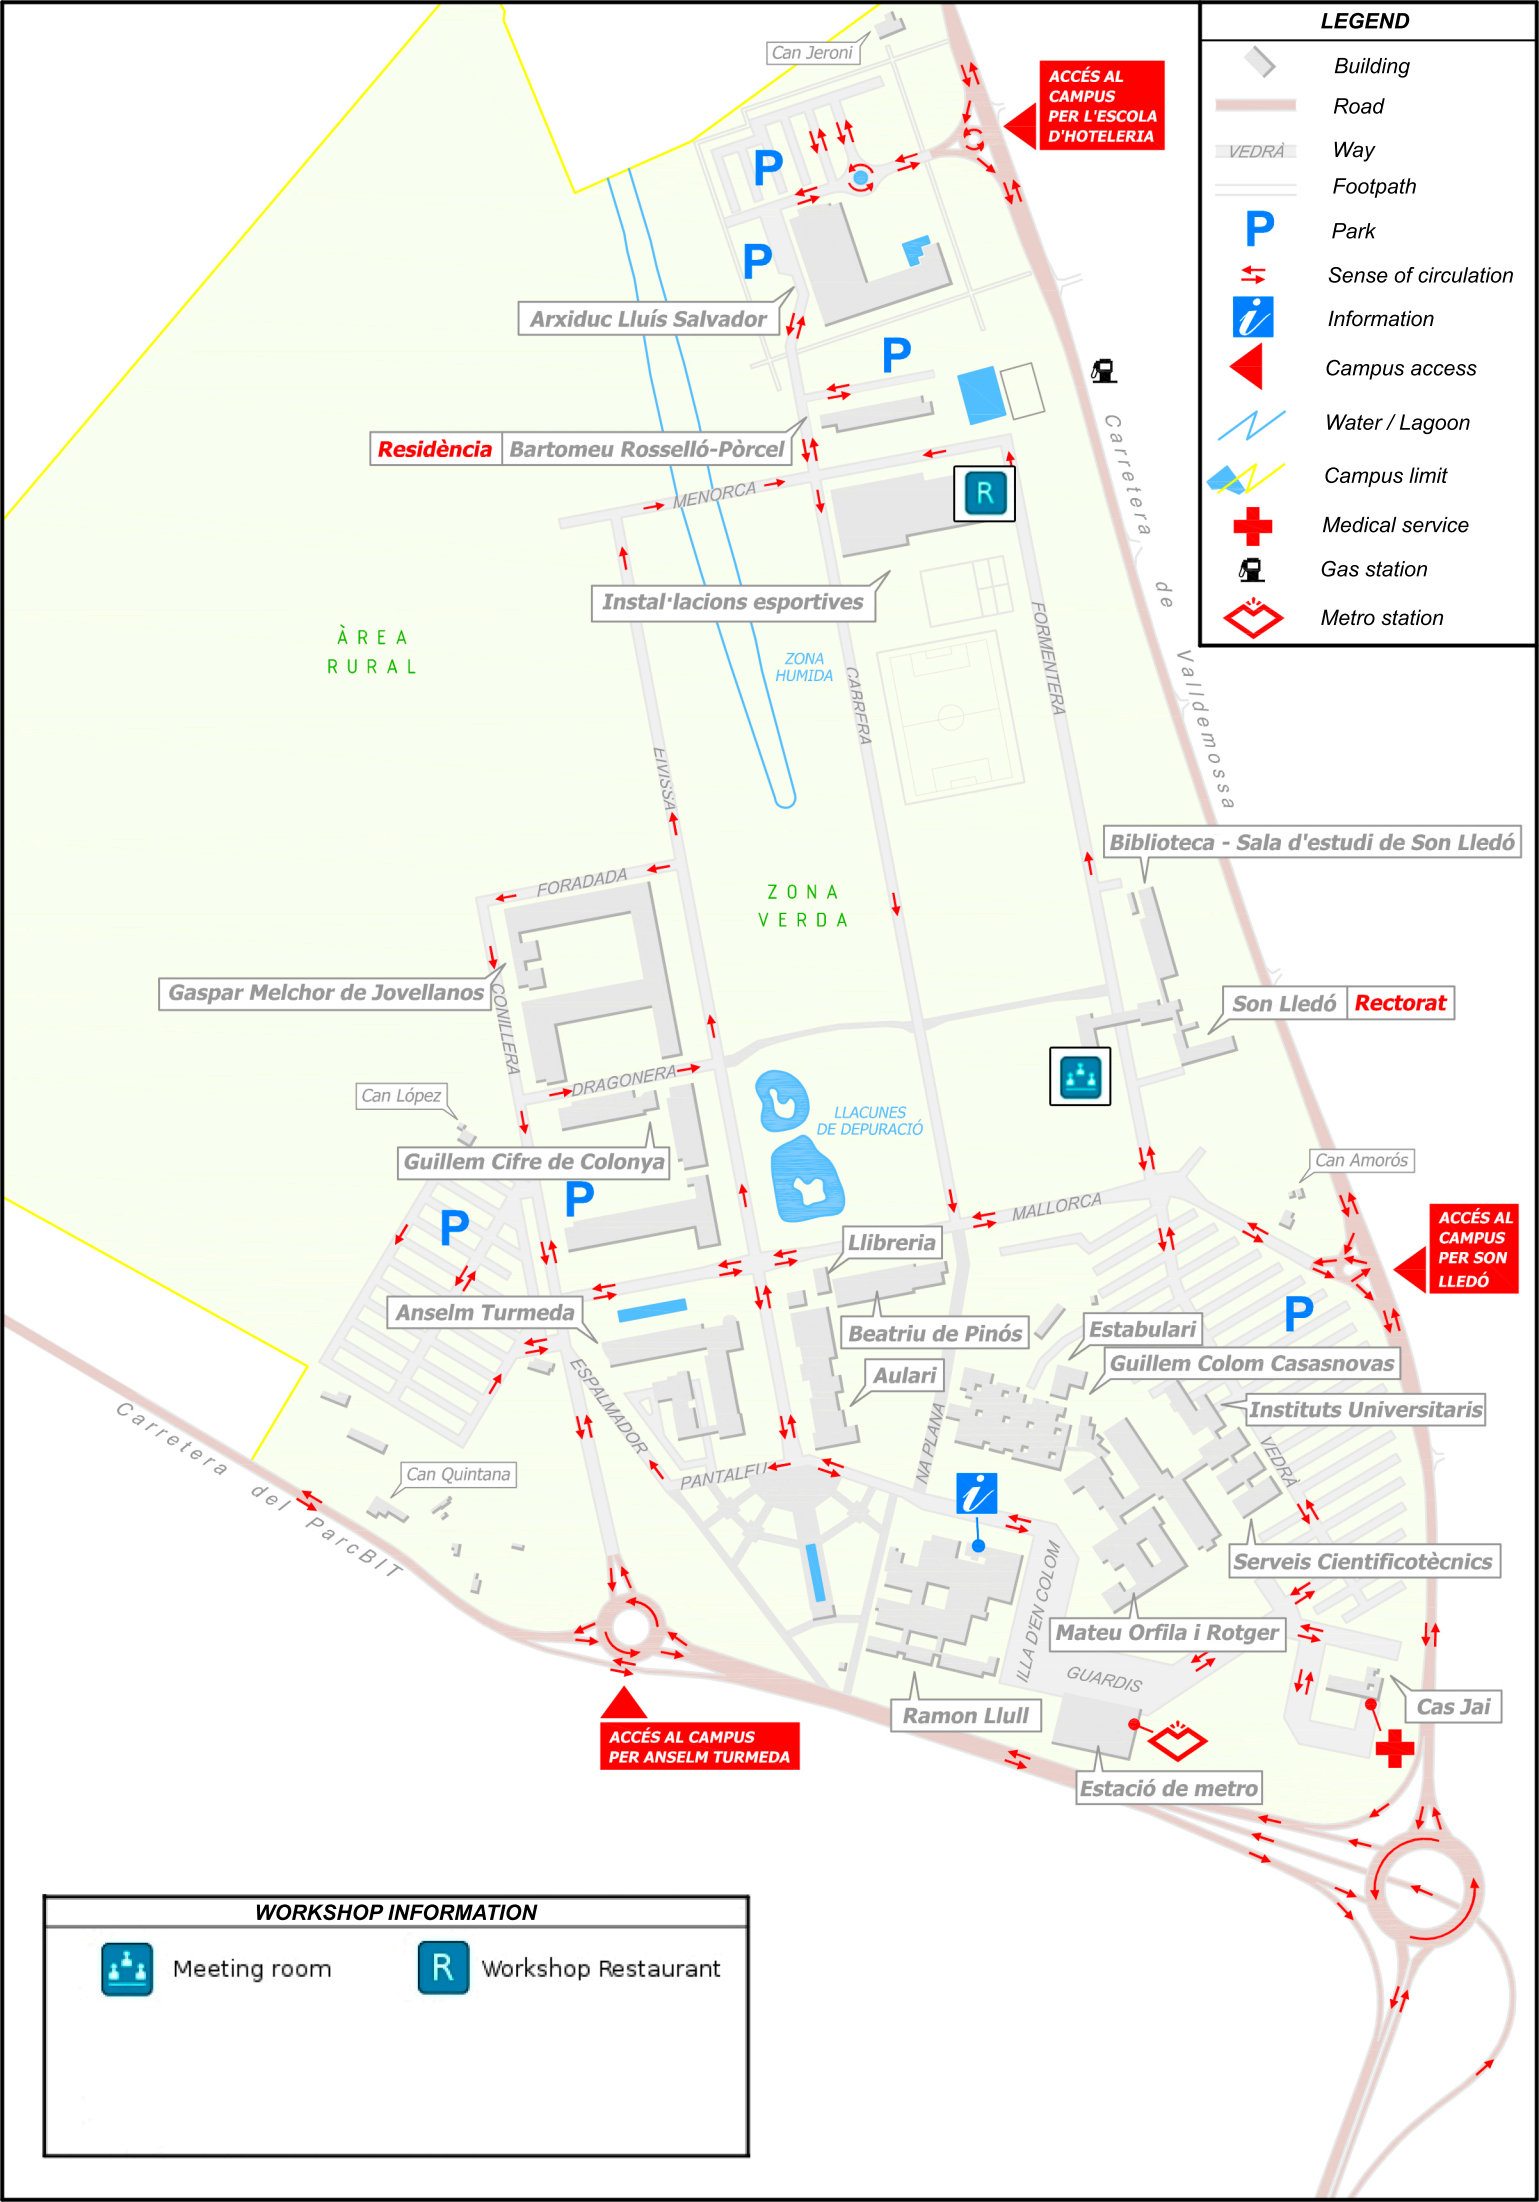 LEGEND
Building
Road
VEDRÀ
Way
Footpath
P
Park
Sense of circulation
i
Information
Campus access
Water / Lagoon
Campus limit
Medical service
Gas station
Metro station
Can Jeroni
ACCÉS AL
CAMPUS
PER L'ESCOLA
D'HOTELERIA
P
P
Arxiduc Lluís Salvador
P
Residència
Bartomeu Rosselló-Pòrcel
MENORCA
R
Carretera de Valldemossa
Instal·lacions esportives
ÀREA
RURAL
ZONA
HUMIDA
CABRERA
FORMENTERA
EIVISSA
Biblioteca - Sala d'estudi de Son Lledó
FORADADA
ZONA
VERDA
Gaspar Melchor de Jovellanos
CONILLERA
Son Lledó
Rectorat
DRAGONERA
Can López
LLACUNES
DE DEPURACIÓ
Guillem Cifre de Colonya
Can Amorós
P
P
MALLORCA
ACCÉS AL
CAMPUS
PER SON
LLEDÓ
Llibreria
Anselm Turmeda
P
Beatriu de Pinós
Estabulari
Guillem Colom Casasnovas
Aulari
ESPALMADOR
NA PLANA
Instituts Universitaris
VEDRÀ
Carretera del ParcBIT
Can Quintana
PANTALEU
i
ILLA D'EN COLOM
Serveis Cientificotècnics
Mateu Orfila i Rotger
GUARDIS
Ramon Llull
Cas Jai
ACCÉS AL CAMPUS
PER ANSELM TURMEDA
Estació de metro
WORKSHOP INFORMATION
Meeting room
R
Workshop Restaurant